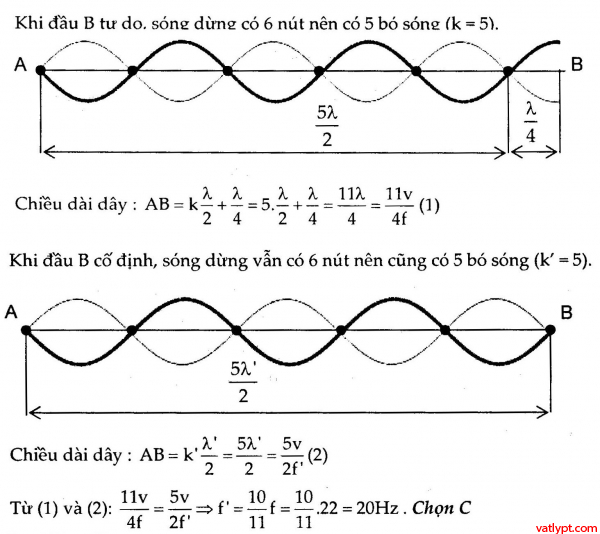 Khi đầu B tự do, sóng dừng có 6 nút nên có 5 bó sóng (k = 5).
A B
5λ/2 λ/4
Chiều dài dây : AB = k λ/2 + λ/4 = 5. λ/2 + λ/4 = 11λ/4 = 11v/4f (1)
Khi đầu B cố định, sóng dừng vẫn có 6 nút nên cũng có 5 bó sóng (k' = 5).
A B
5λ'/2
Chiều dài dây : AB = k' λ'/2 = 5λ'/2 = 5v/2f' (2)
Từ (1) và (2): 11v/4f = 5v/2f' ⇒ f' = 10/11 f = 10/11 .22 = 20Hz . Chọn C
vatlypt.com